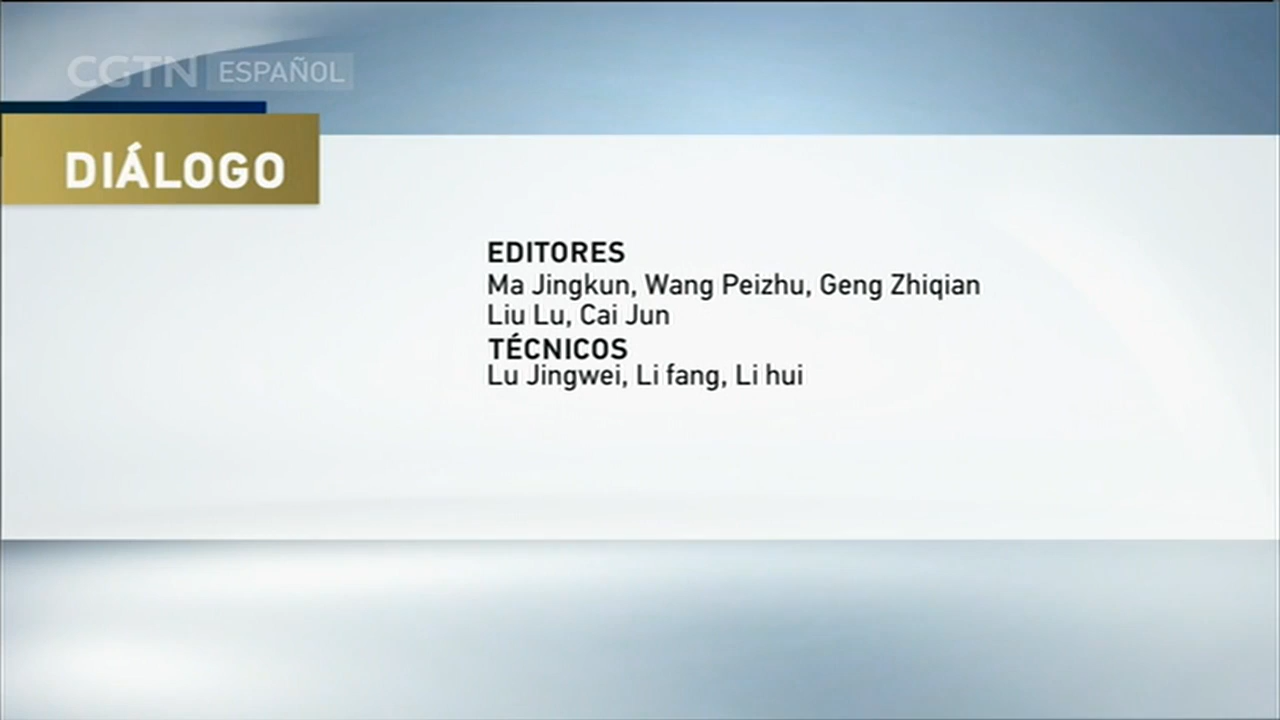 CGTN ESPAÑOL
DIÁLOGO
EDITORES
Ma Jingkun, Wang Peizhu, Geng Zhiqian
Liu Lu, Cai Jun
TÉCNICOS
Lu Jingwei, Li fang, Li hui